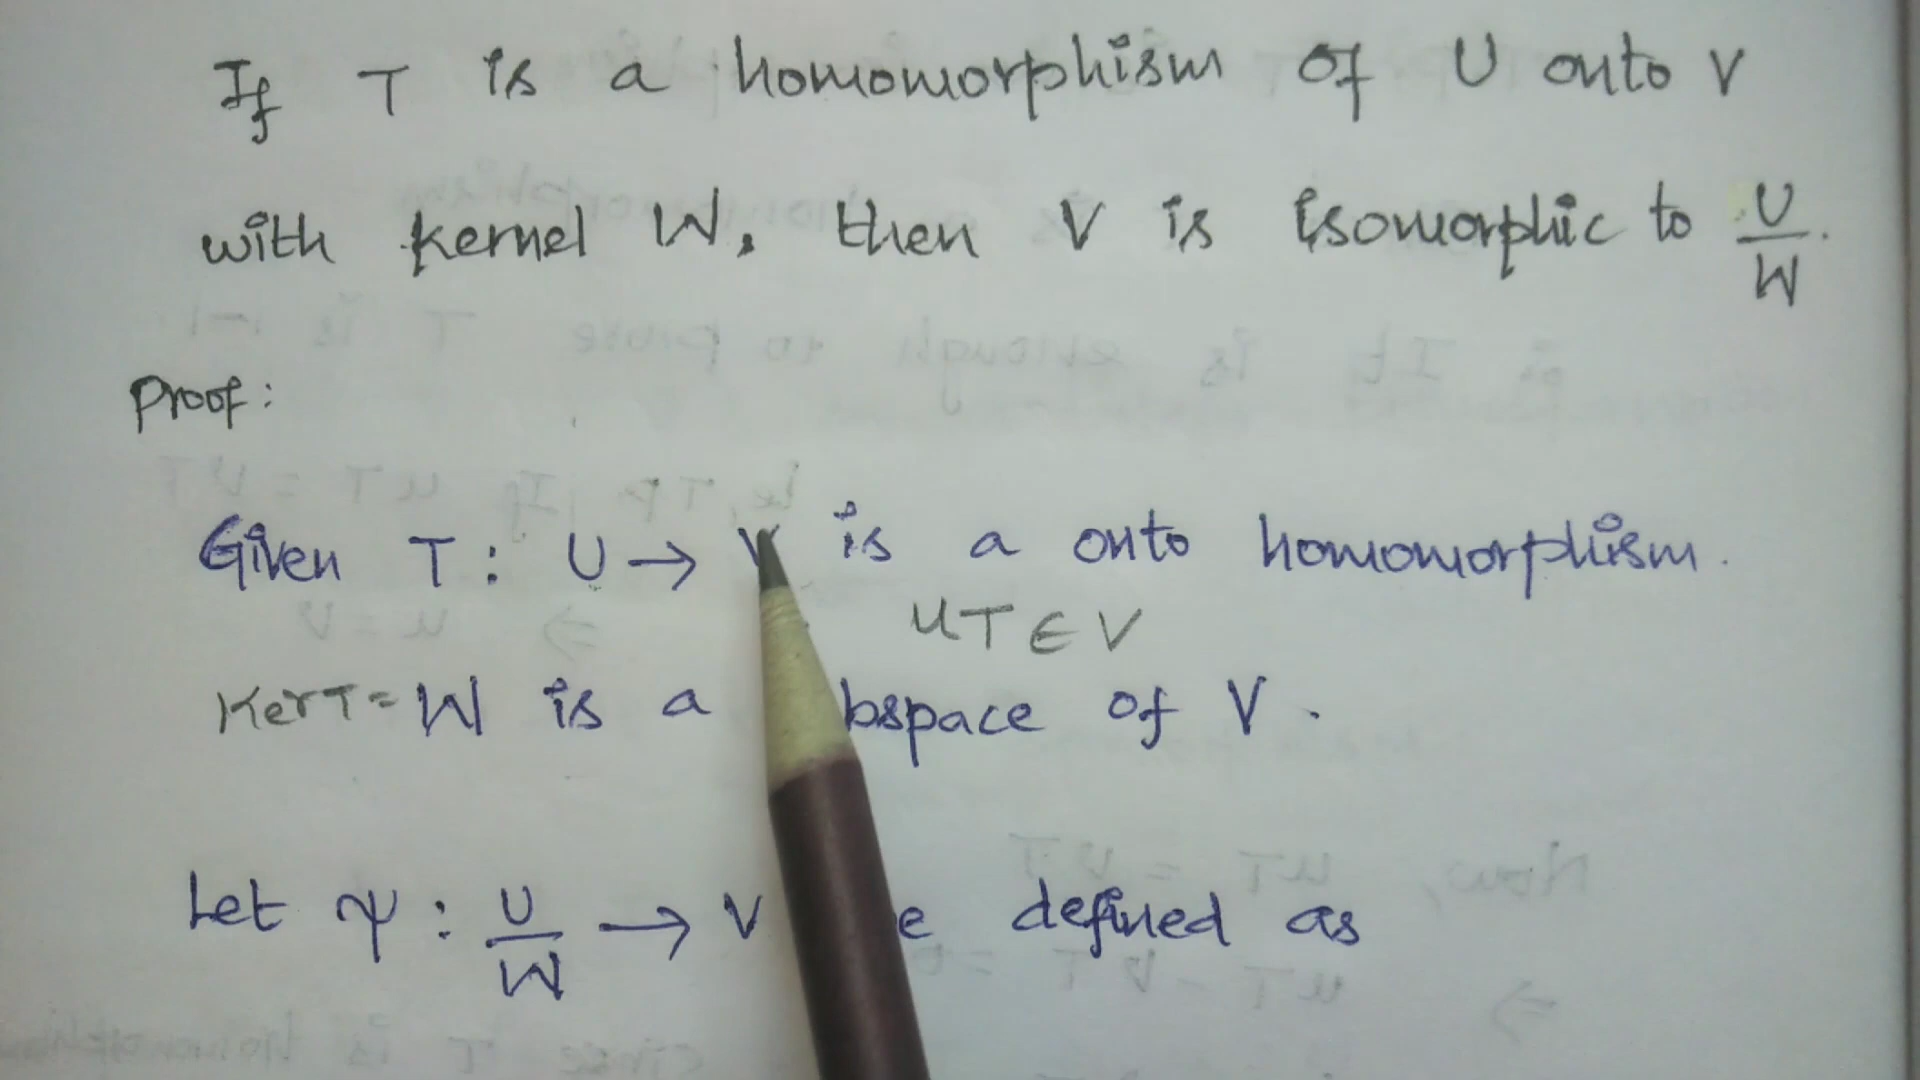 If T is a homomorphism of U onto V
with kernel W, then V is isomorphic to U/W.
Proof:
Given T: U → V is a onto homomorphism.
uT ∈ V
KerT = W is a bspace of V.
Let ψ: U/W → V e defined as